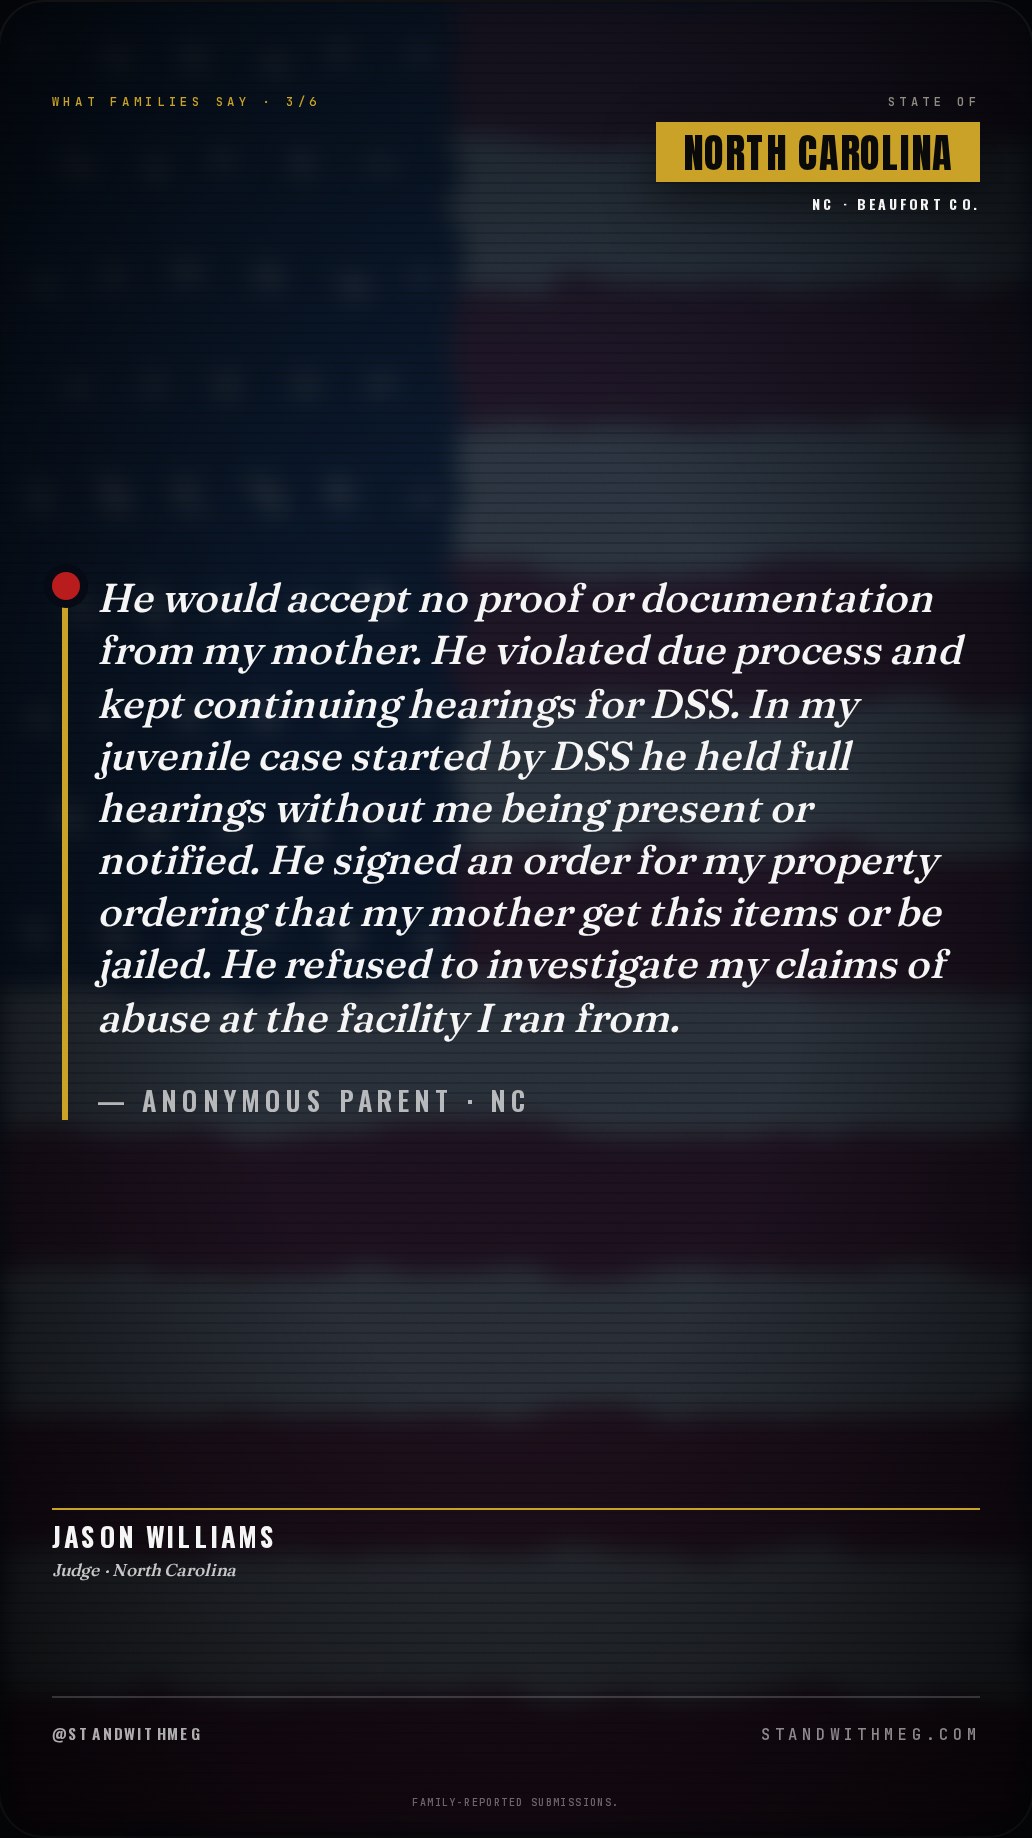 WHAT FAMILIES SAY · 3/6
STATE OF
NORTH CAROLINA
NC · BEAUFORT CO.
He would accept no proof or documentation
from my mother. He violated due process and
kept continuing hearings for DSS. In my
juvenile case started by DSS he held full
hearings without me being present or
notified. He signed an order for my property
ordering that my mother get this items or be
jailed. He refused to investigate my claims of
abuse at the facility I ran from.
— ANONYMOUS PARENT · NC
JASON WILLIAMS
Judge · North Carolina
@STANDWITHMEG
STANDWITHMEG.COM
FAMILY-REPORTED SUBMISSIONS.